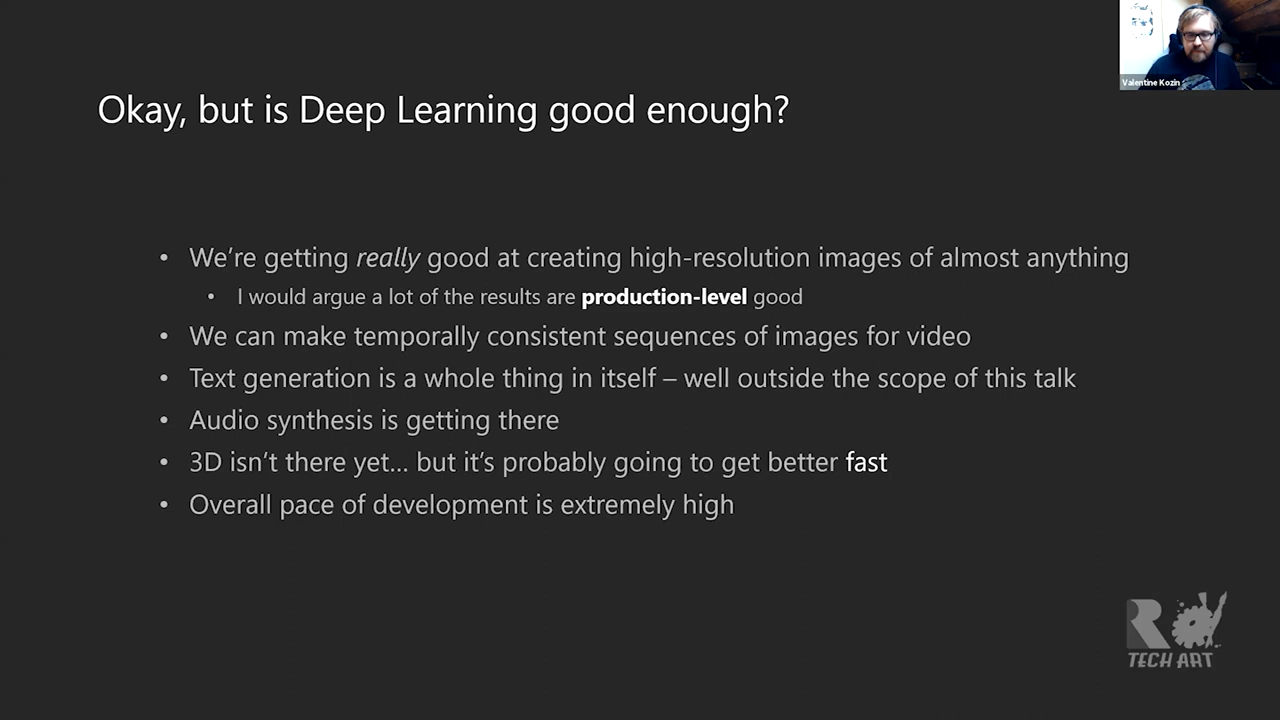 Valentine Kozin
Okay, but is Deep Learning good enough?
• We’re getting really good at creating high-resolution images of almost anything
• I would argue a lot of the results are production-level good
• We can make temporally consistent sequences of images for video
• Text generation is a whole thing in itself – well outside the scope of this talk
• Audio synthesis is getting there
• 3D isn’t there yet… but it’s probably going to get better fast
• Overall pace of development is extremely high
R
TECH ART